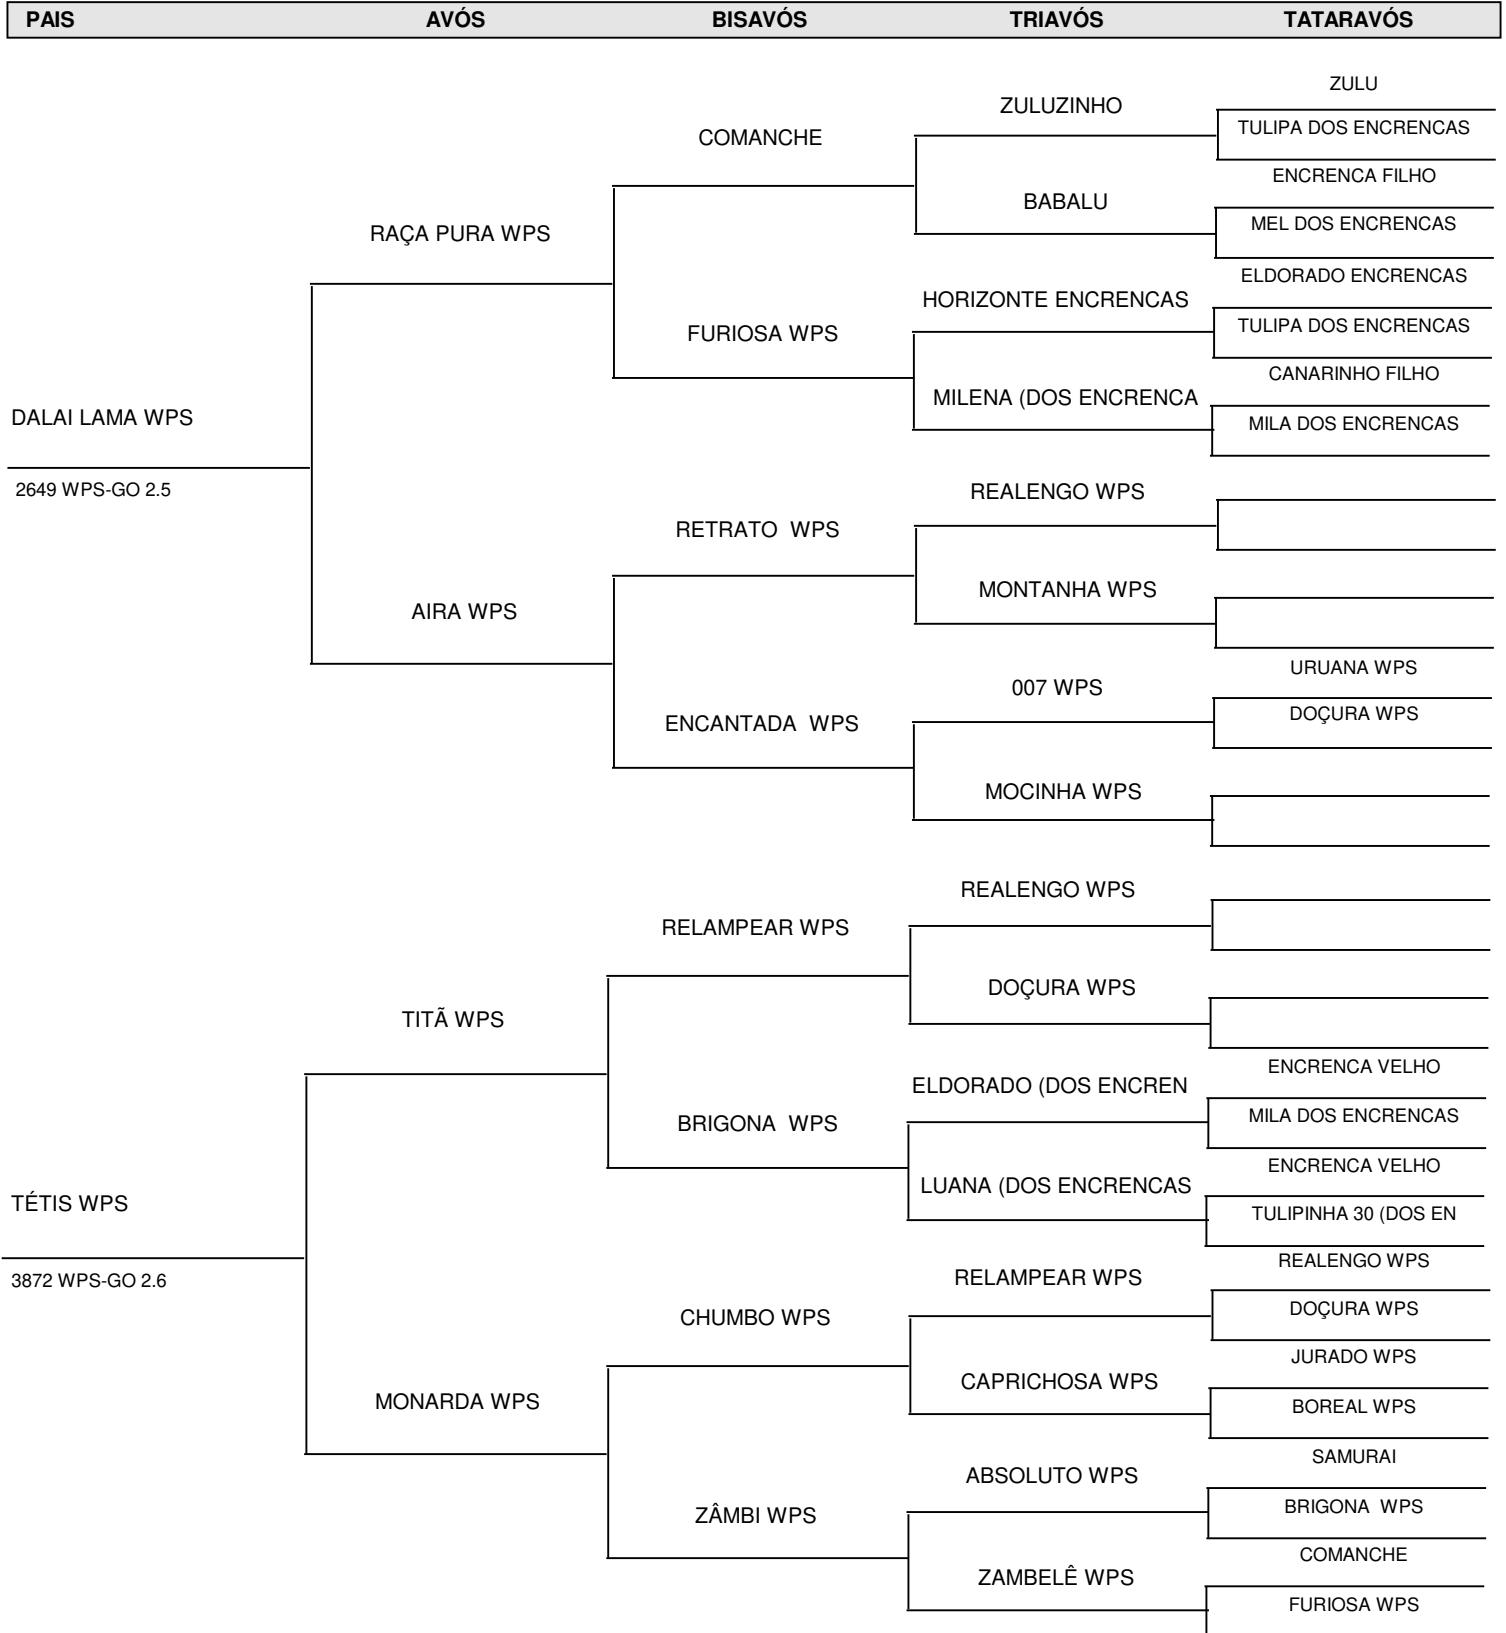 PAIS AVÓS BISAVÓS TRIAVÓS TATARAVÓS
ZULU
ZULUZINHO
TULIPA DOS ENCRENCAS
COMANCHE
ENCRENCA FILHO
BABALU
MEL DOS ENCRENCAS
RAÇA PURA WPS
ELDORADO ENCRENCAS
HORIZONTE ENCRENCAS
TULIPA DOS ENCRENCAS
FURIOSA WPS
CANARINHO FILHO
MILENA (DOS ENCRENCA
MILA DOS ENCRENCAS
DALAI LAMA WPS
2649 WPS-GO 2.5
REALENGO WPS
RETRATO  WPS
MONTANHA WPS
AIRA WPS
URUANA WPS
007 WPS
DOÇURA WPS
ENCANTADA  WPS
MOCINHA WPS
REALENGO WPS
RELAMPEAR WPS
DOÇURA WPS
TITÃ WPS
ENCRENCA VELHO
ELDORADO (DOS ENCREN
MILA DOS ENCRENCAS
BRIGONA  WPS
ENCRENCA VELHO
LUANA (DOS ENCRENCAS
TULIPINHA 30 (DOS EN
TÉTIS WPS
3872 WPS-GO 2.6
REALENGO WPS
RELAMPEAR WPS
DOÇURA WPS
CHUMBO WPS
JURADO WPS
CAPRICHOSA WPS
BOREAL WPS
MONARDA WPS
SAMURAI
ABSOLUTO WPS
BRIGONA  WPS
ZÂMBI WPS
COMANCHE
ZAMBELÊ WPS
FURIOSA WPS